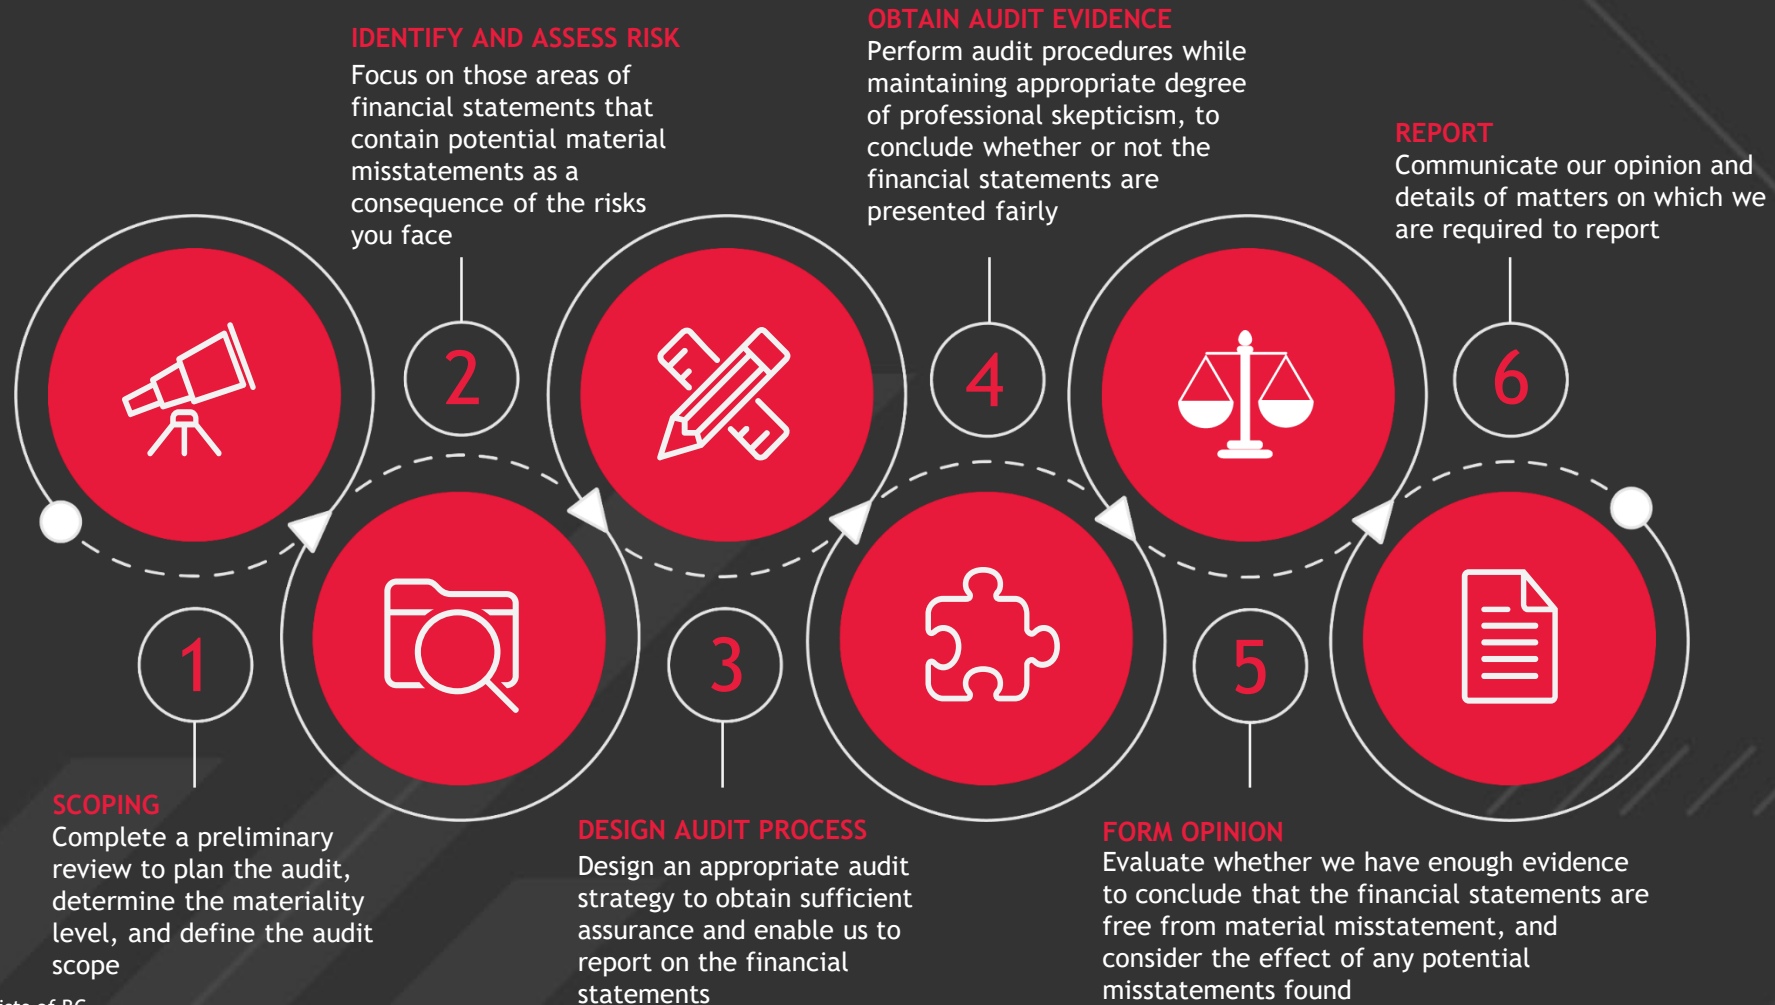 1
SCOPING
Complete a preliminary
review to plan the audit,
determine the materiality
level, and define the audit
scope
IDENTIFY AND ASSESS RISK
Focus on those areas of
financial statements that
contain potential material
misstatements as a
consequence of the risks
you face
2
3
DESIGN AUDIT PROCESS
Design an appropriate audit
strategy to obtain sufficient
assurance and enable us to
report on the financial
statements
OBTAIN AUDIT EVIDENCE
Perform audit procedures while
maintaining appropriate degree
of professional skepticism, to
conclude whether or not the
financial statements are
presented fairly
4
5
FORM OPINION
Evaluate whether we have enough evidence
to conclude that the financial statements are
free from material misstatement, and
consider the effect of any potential
misstatements found
REPORT
Communicate our opinion and
details of matters on which we
are required to report
6
of BC